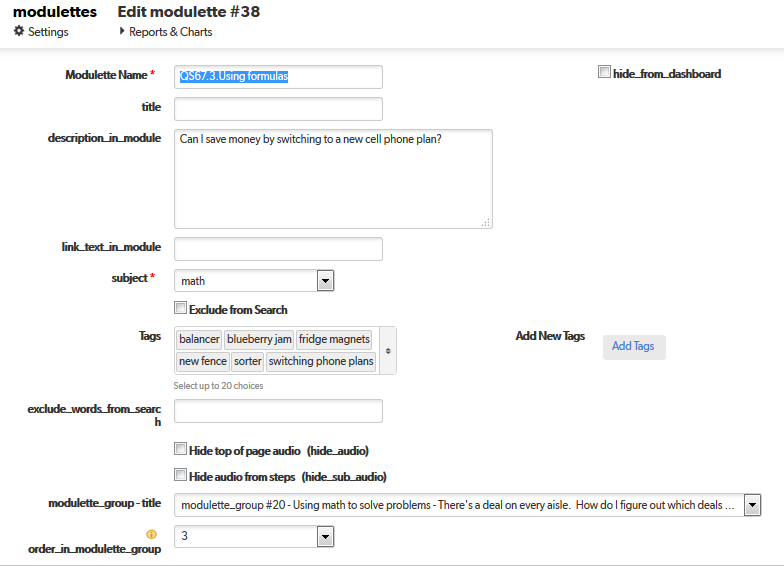 modulettes Edit modulette #38
Settings Reports & Charts
Modulette Name * QS67.3.Using formulas hide_from_dashboard
title
description_in_module Can I save money by switching to a new cell phone plan?
link_text_in_module
subject * math
Exclude from Search
Tags balancer blueberry jam fridge magnets Add New Tags Add Tags
new fence sorter switching phone plans
Select up to 20 choices
exclude_words_from_searc
h
Hide top of page audio (hide_audio)
Hide audio from steps (hide_sub_audio)
modulette_group - title modulette_group #20 - Using math to solve problems - There's a deal on every aisle. How do I figure out which deals ...
order_in_modulette_group 3